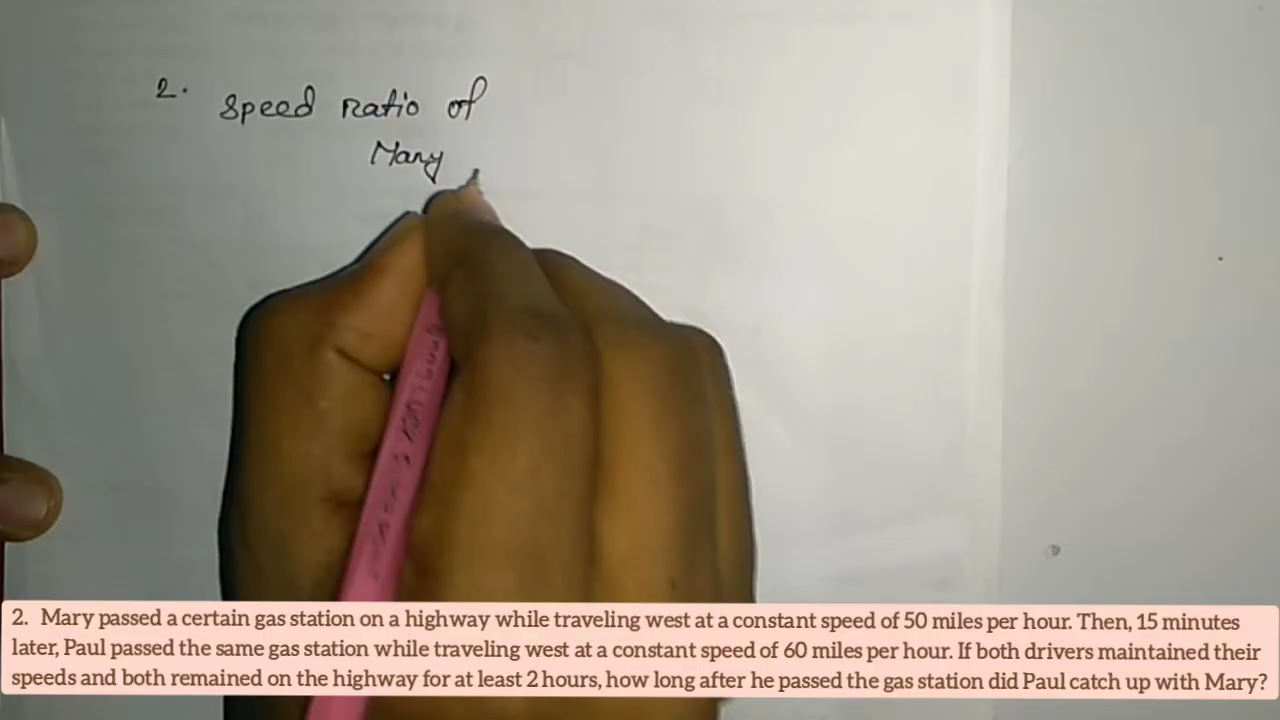 2. Speed Ratio of
Mary
2. Mary passed a certain gas station on a highway while traveling west at a constant speed of 50 miles per hour. Then, 15 minutes
later, Paul passed the same gas station while traveling west at a constant speed of 60 miles per hour. If both drivers maintained their
speeds and both remained on the highway for at least 2 hours, how long after he passed the gas station did Paul catch up with Mary?